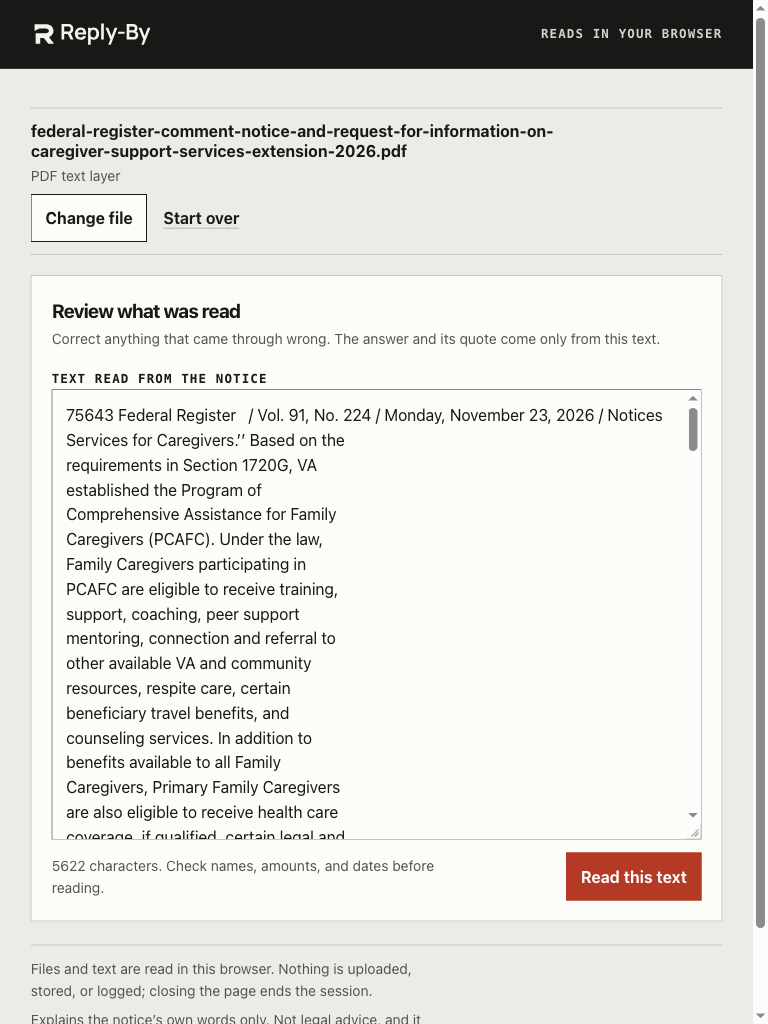 Reply-By
READS IN YOUR BROWSER
federal-register-comment-notice-and-request-for-information-on-
caregiver-support-services-extension-2026.pdf
PDF text layer
Change file
Start over
Review what was read
Correct anything that came through wrong. The answer and its quote come only from this text.
TEXT READ FROM THE NOTICE
75643 Federal Register / Vol. 91, No. 224 / Monday, November 23, 2026 / Notices
Services for Caregivers.’’ Based on the
requirements in Section 1720G, VA
established the Program of
Comprehensive Assistance for Family
Caregivers (PCAFC). Under the law,
Family Caregivers participating in
PCAFC are eligible to receive training,
support, coaching, peer support
mentoring, connection and referral to
other available VA and community
resources, respite care, certain
beneficiary travel benefits, and
counseling services. In addition to
benefits available to all Family
Caregivers, Primary Family Caregivers
are also eligible to receive health care
coverage, if qualified, certain legal and
5622 characters. Check names, amounts, and dates before
reading.
Read this text
Files and text are read in this browser. Nothing is uploaded,
stored, or logged; closing the page ends the session.
Explains the notice’s own words only. Not legal advice, and it